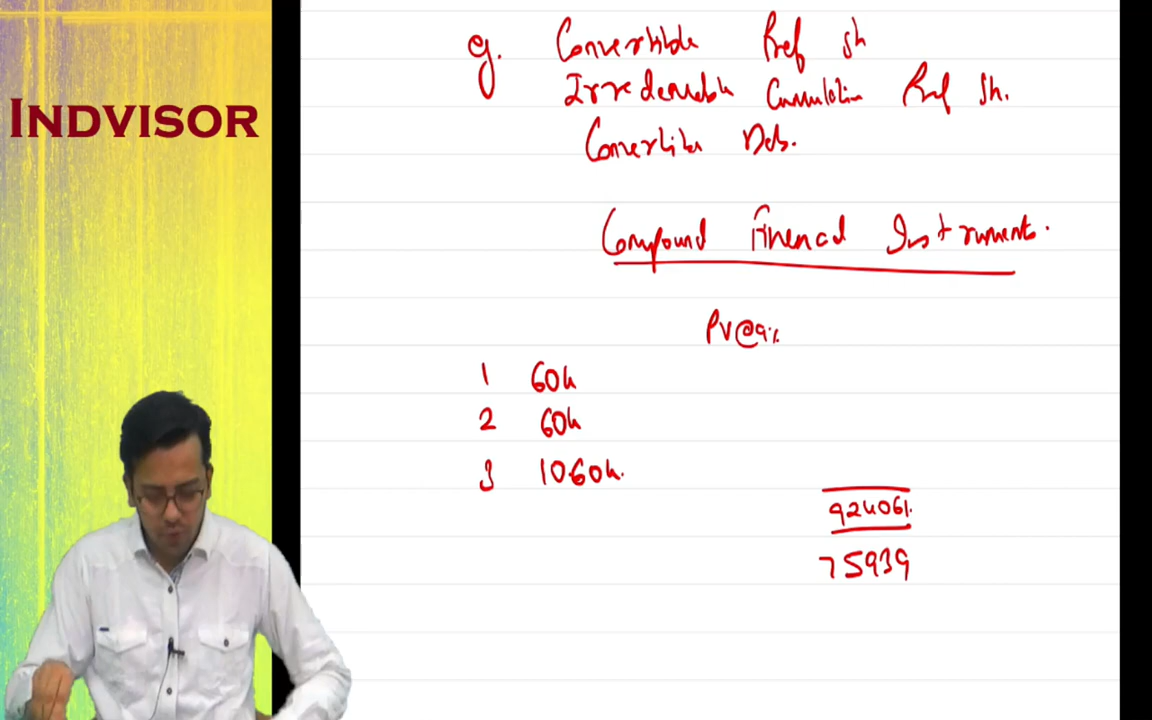 INDVISOR
eg. Convertible Pref sh
Irredeemable Cumulative Pref sh.
Convertible Deb.
Compound Financial Instruments.
PV@9%
1 60k
2 60k
3 1060k.
924061.
75939